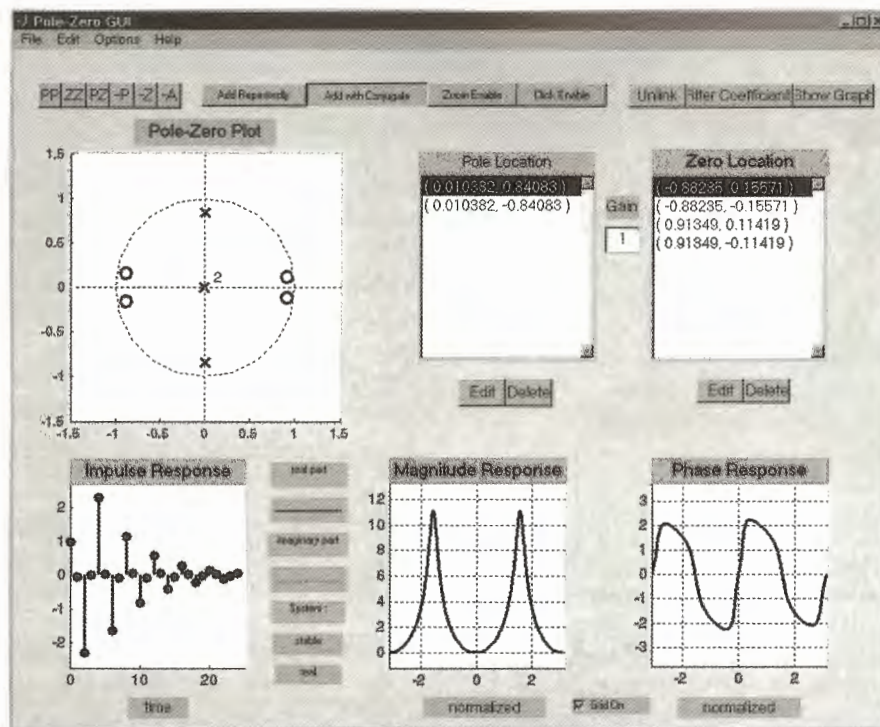 Pole-Zero GUI
File Edit Options Help
PP ZZ PZ -P -Z -A
Add Repeatedly Add with Conjugate Zoom Enable Click Enable
Unlink Filter Coefficient Show Graph
Pole-Zero Plot
1.5
1
0.5
0
-0.5
-1
-1.5
-1.5 -1 -0.5 0 0.5 1 1.5
2
Pole Location
( 0.010382, 0.84083 )
( 0.010382, -0.84083 )
Edit Delete
Gain
1
Zero Location
( -0.88235, 0.15571 )
( -0.88235, -0.15571 )
( 0.91349, 0.11419 )
( 0.91349, -0.11419 )
Edit Delete
Impulse Response
2
1
0
-1
-2
0 10 20
time
real part
imaginary part
System :
stable
real
Magnitude Response
12
10
8
6
4
2
0
-2 0 2
normalized
Grid On
Phase Response
3
2
1
0
-1
-2
-3
-2 0 2
normalized